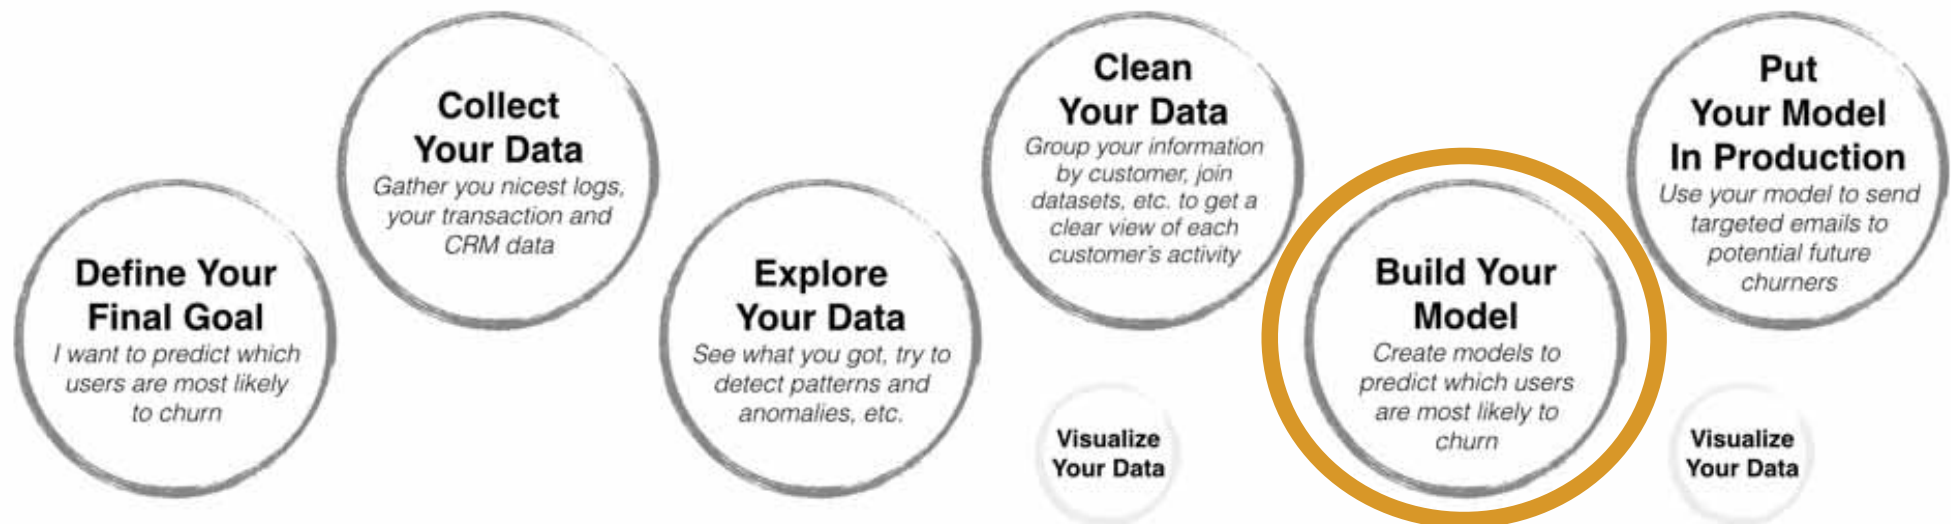 Define Your
Final Goal
I want to predict which
users are most likely
to churn
Collect
Your Data
Gather you nicest logs,
your transaction and
CRM data
Explore
Your Data
See what you got, try to
detect patterns and
anomalies, etc.
Clean
Your Data
Group your information
by customer, join
datasets, etc. to get a
clear view of each
customer's activity
Visualize
Your Data
Build Your
Model
Create models to
predict which users
are most likely to
churn
Put
Your Model
In Production
Use your model to send
targeted emails to
potential future
churners
Visualize
Your Data